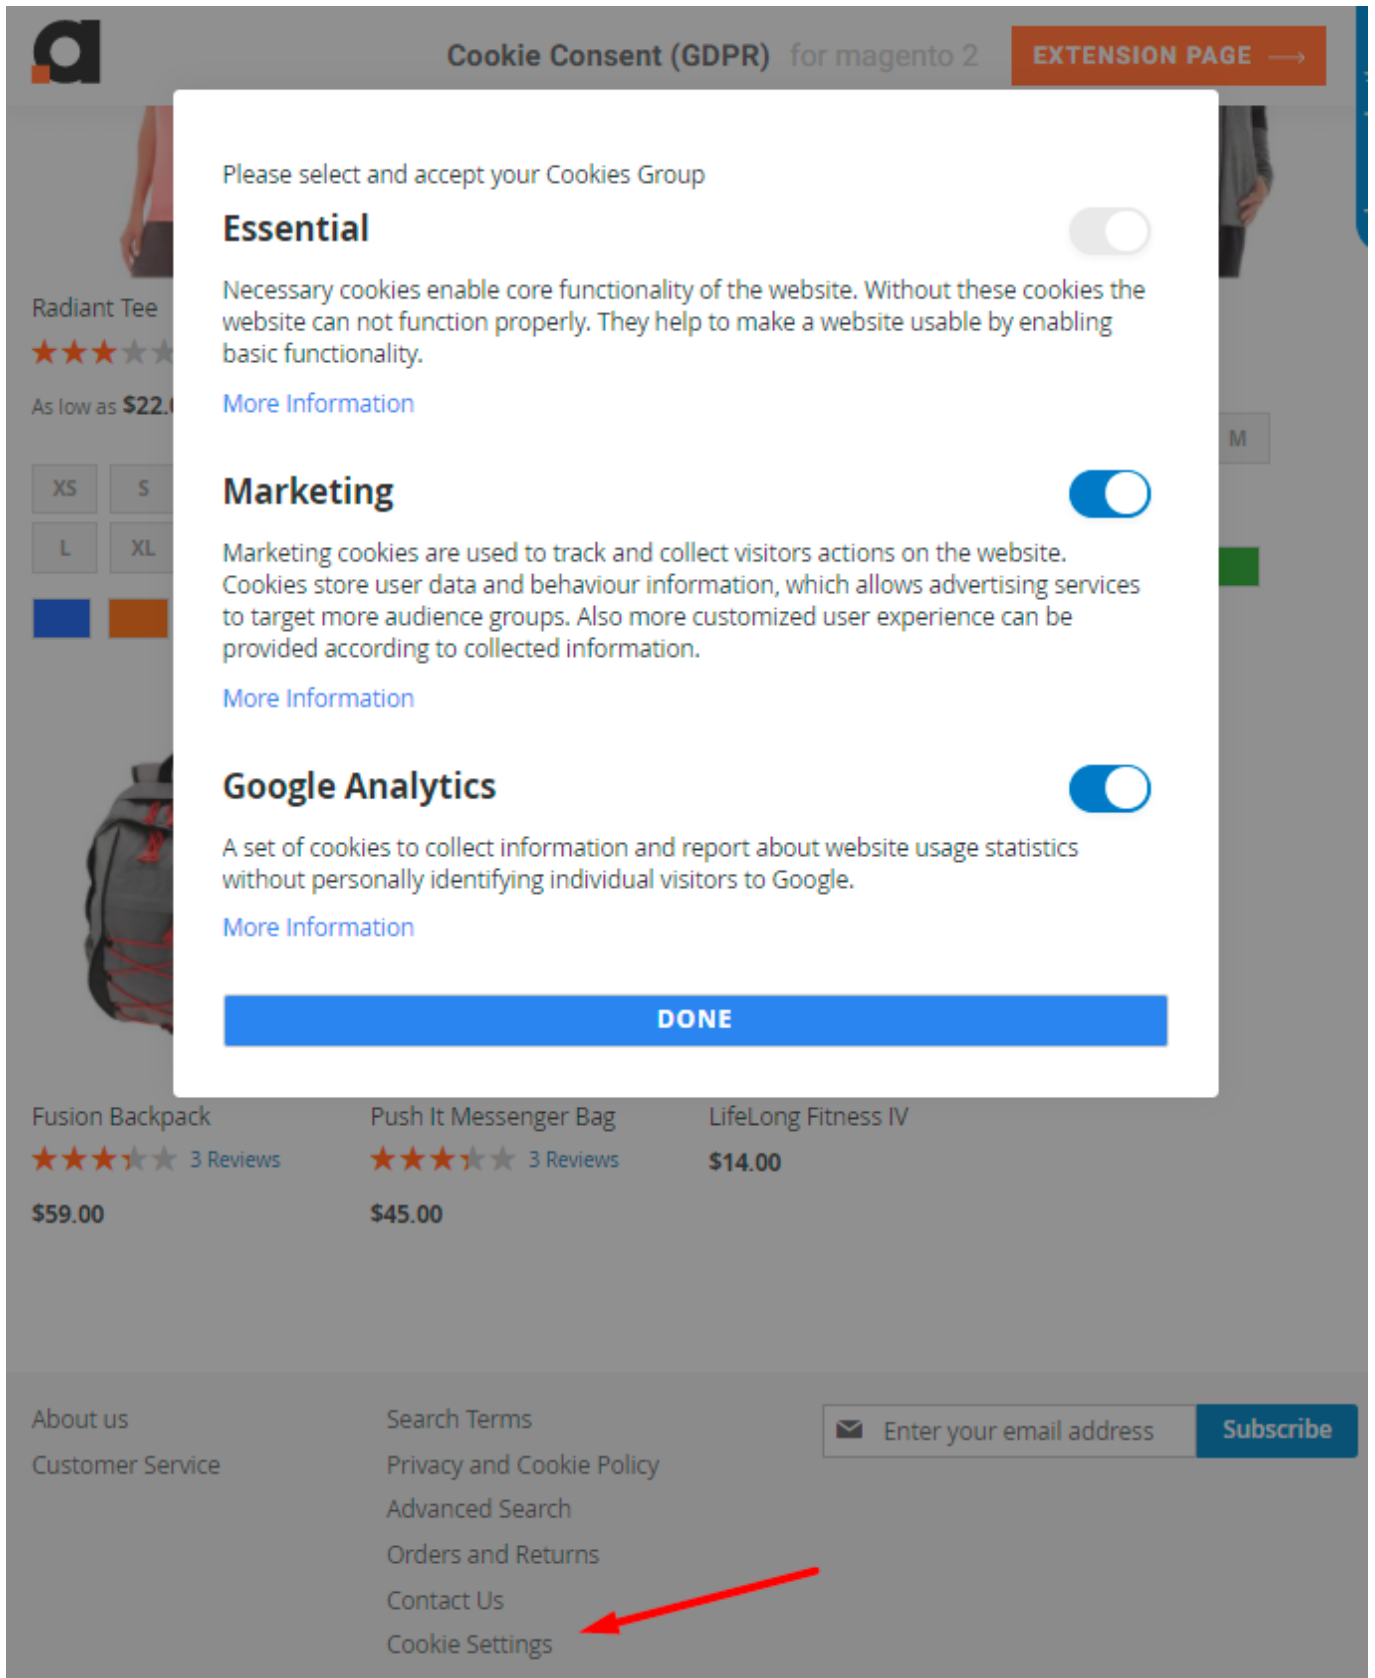 Cookie Consent (GDPR) for magento 2
EXTENSION PAGE
Please select and accept your Cookies Group
Essential
Necessary cookies enable core functionality of the website. Without these cookies the
website can not function properly. They help to make a website usable by enabling
basic functionality.
More Information
Marketing
Marketing cookies are used to track and collect visitors actions on the website.
Cookies store user data and behaviour information, which allows advertising services
to target more audience groups. Also more customized user experience can be
provided according to collected information.
More Information
Google Analytics
A set of cookies to collect information and report about website usage statistics
without personally identifying individual visitors to Google.
More Information
DONE
Radiant Tee
As low as $22.
XS S
L XL
M
Fusion Backpack
3 Reviews
$59.00
Push It Messenger Bag
3 Reviews
$45.00
LifeLong Fitness IV
$14.00
About us
Customer Service
Search Terms
Privacy and Cookie Policy
Advanced Search
Orders and Returns
Contact Us
Cookie Settings
Enter your email address
Subscribe